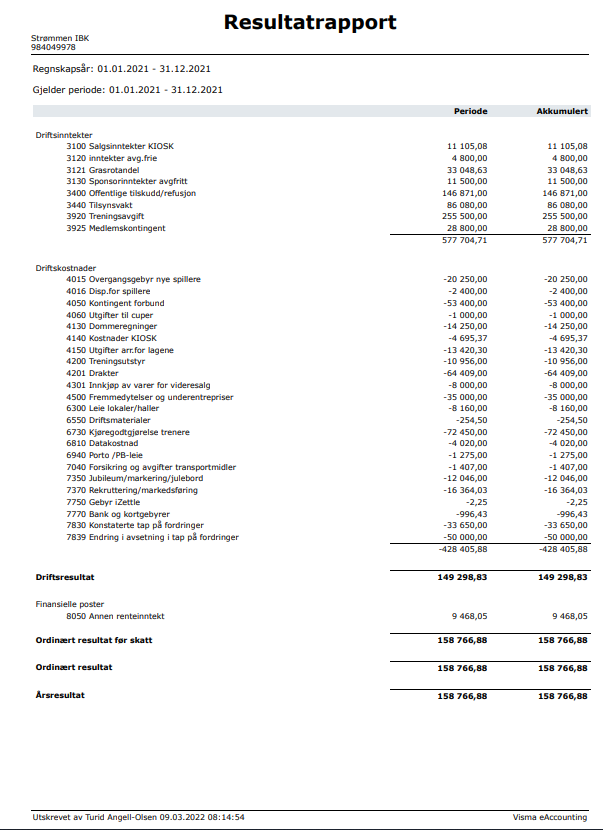 Resultatrapport
Strømmen IBK
984049978
Regnskapsår: 01.01.2021 - 31.12.2021
Gjelder periode: 01.01.2021 - 31.12.2021
Periode Akkumulert
Driftsinntekter
3100 Salgsinntekter KIOSK 11 105,08 11 105,08
3120 inntekter avg.frie 4 800,00 4 800,00
3121 Grasrotandel 33 048,63 33 048,63
3130 Sponsorinntekter avgfritt 11 500,00 11 500,00
3400 Offentlige tilskudd/refusjon 146 871,00 146 871,00
3440 Tilsynsvakt 86 080,00 86 080,00
3920 Treningsavgift 255 500,00 255 500,00
3925 Medlemskontingent 28 800,00 28 800,00
577 704,71 577 704,71
Driftskostnader
4015 Overgangsgebyr nye spillere -20 250,00 -20 250,00
4016 Disp.for spillere -2 400,00 -2 400,00
4050 Kontingent forbund -53 400,00 -53 400,00
4060 Utgifter til cuper -1 000,00 -1 000,00
4130 Dommeregninger -14 250,00 -14 250,00
4140 Kostnader KIOSK -4 695,37 -4 695,37
4150 Utgifter arr.for lagene -13 420,30 -13 420,30
4200 Treningsutstyr -10 956,00 -10 956,00
4201 Drakter -64 409,00 -64 409,00
4301 Innkjøp av varer for videresalg -8 000,00 -8 000,00
4500 Fremmedytelser og underentrepriser -35 000,00 -35 000,00
6300 Leie lokaler/haller -8 160,00 -8 160,00
6550 Driftsmaterialer -254,50 -254,50
6730 Kjøregodtgjørelse trenere -72 450,00 -72 450,00
6810 Datakostnad -4 020,00 -4 020,00
6940 Porto /PB-leie -1 275,00 -1 275,00
7040 Forsikring og avgifter transportmidler -1 407,00 -1 407,00
7350 Jubileum/markering/julebord -12 046,00 -12 046,00
7370 Rekruttering/markedsføring -16 364,03 -16 364,03
7750 Gebyr iZettle -2,25 -2,25
7770 Bank og kortgebyrer -996,43 -996,43
7830 Konstaterte tap på fordringer -33 650,00 -33 650,00
7839 Endring i avsetning i tap på fordringer -50 000,00 -50 000,00
-428 405,88 -428 405,88
Driftsresultat 149 298,83 149 298,83
Finansielle poster
8050 Annen renteinntekt 9 468,05 9 468,05
Ordinært resultat før skatt 158 766,88 158 766,88
Ordinært resultat 158 766,88 158 766,88
Årsresultat 158 766,88 158 766,88
Utskrevet av Turid Angell-Olsen 09.03.2022 08:14:54 Visma eAccounting